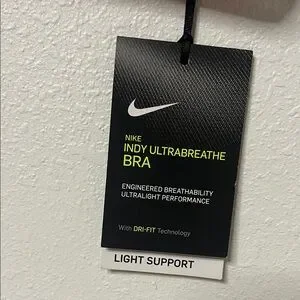 NIKE
INDY ULTRABREATHE
BRA
ENGINEERED BREATHABILITY
ULTRALIGHT PERFORMANCE
With DRI-FIT Technology
LIGHT SUPPORT